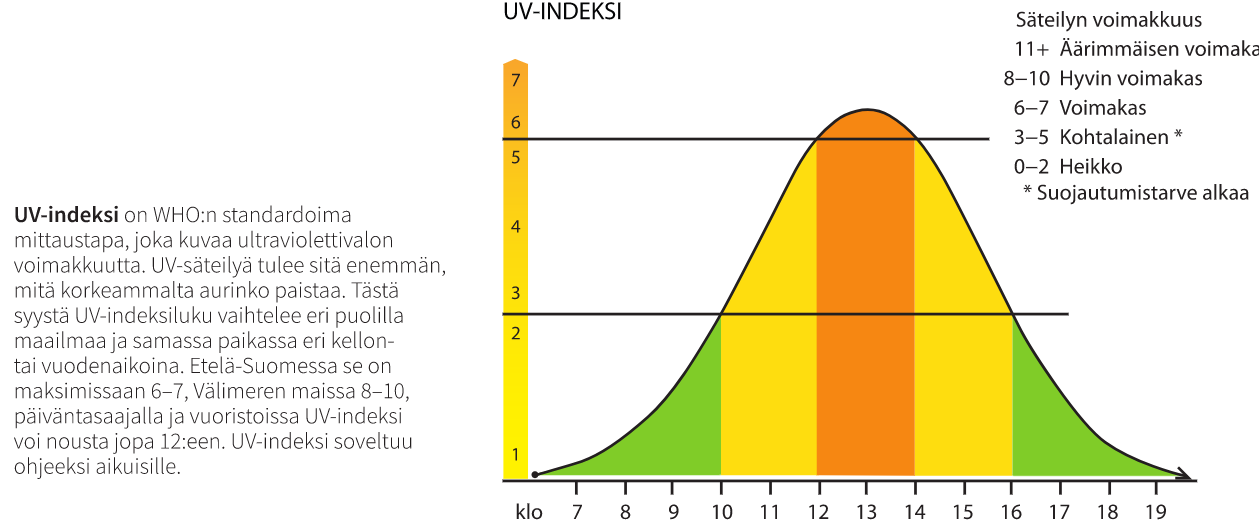 UV-INDEKSI
Säteilyn voimakkuus
11+ Äärimmäisen voimaka
8–10 Hyvin voimakas
6–7 Voimakas
3–5 Kohtalainen *
0–2 Heikko
* Suojautumistarve alkaa
7
6
5
4
3
2
1
UV-indeksi on WHO:n standardoima
mittaustapa, joka kuvaa ultraviolettivalon
voimakkuutta. UV-säteilyä tulee sitä enemmän,
mitä korkeammalta aurinko paistaa. Tästä
syystä UV-indeksiluku vaihtelee eri puolilla
maailmaa ja samassa paikassa eri kellon-
tai vuodenaikoina. Etelä-Suomessa se on
maksimissaan 6–7, Välimeren maissa 8–10,
päiväntasaajalla ja vuoristoissa UV-indeksi
voi nousta jopa 12:een. UV-indeksi soveltuu
ohjeeksi aikuisille.
klo 7 8 9 10 11 12 13 14 15 16 17 18 19